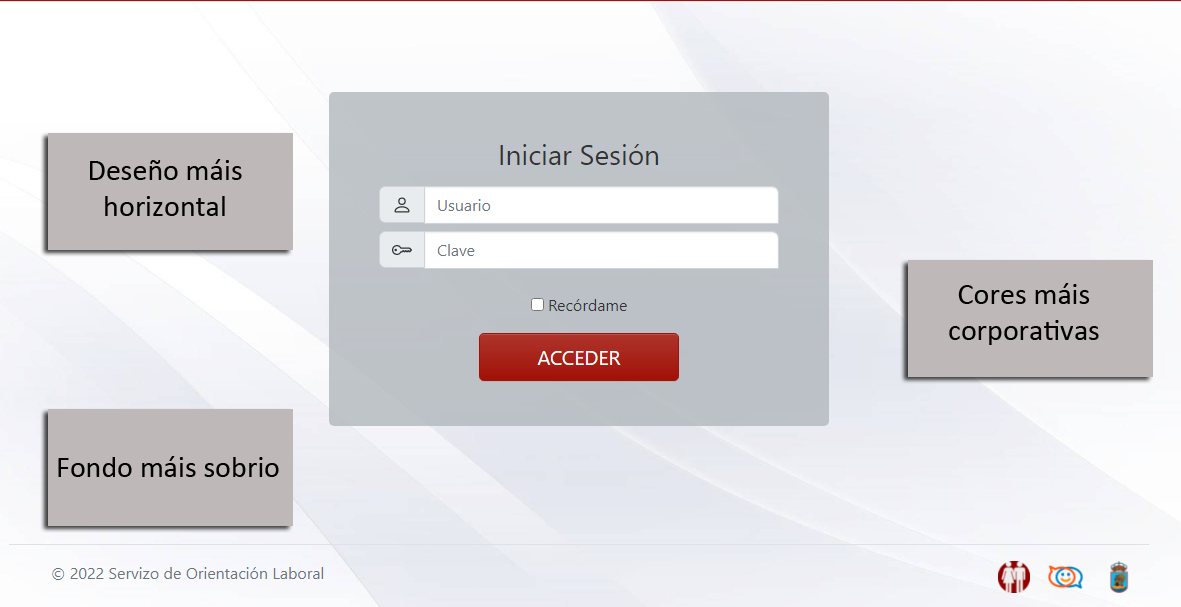 Iniciar Sesión
Deseño máis
horizontal
Usuario
Clave
Recórdame
ACCEDER
Cores máis
corporativas
Fondo máis sobrio
© 2022 Servizo de Orientación Laboral